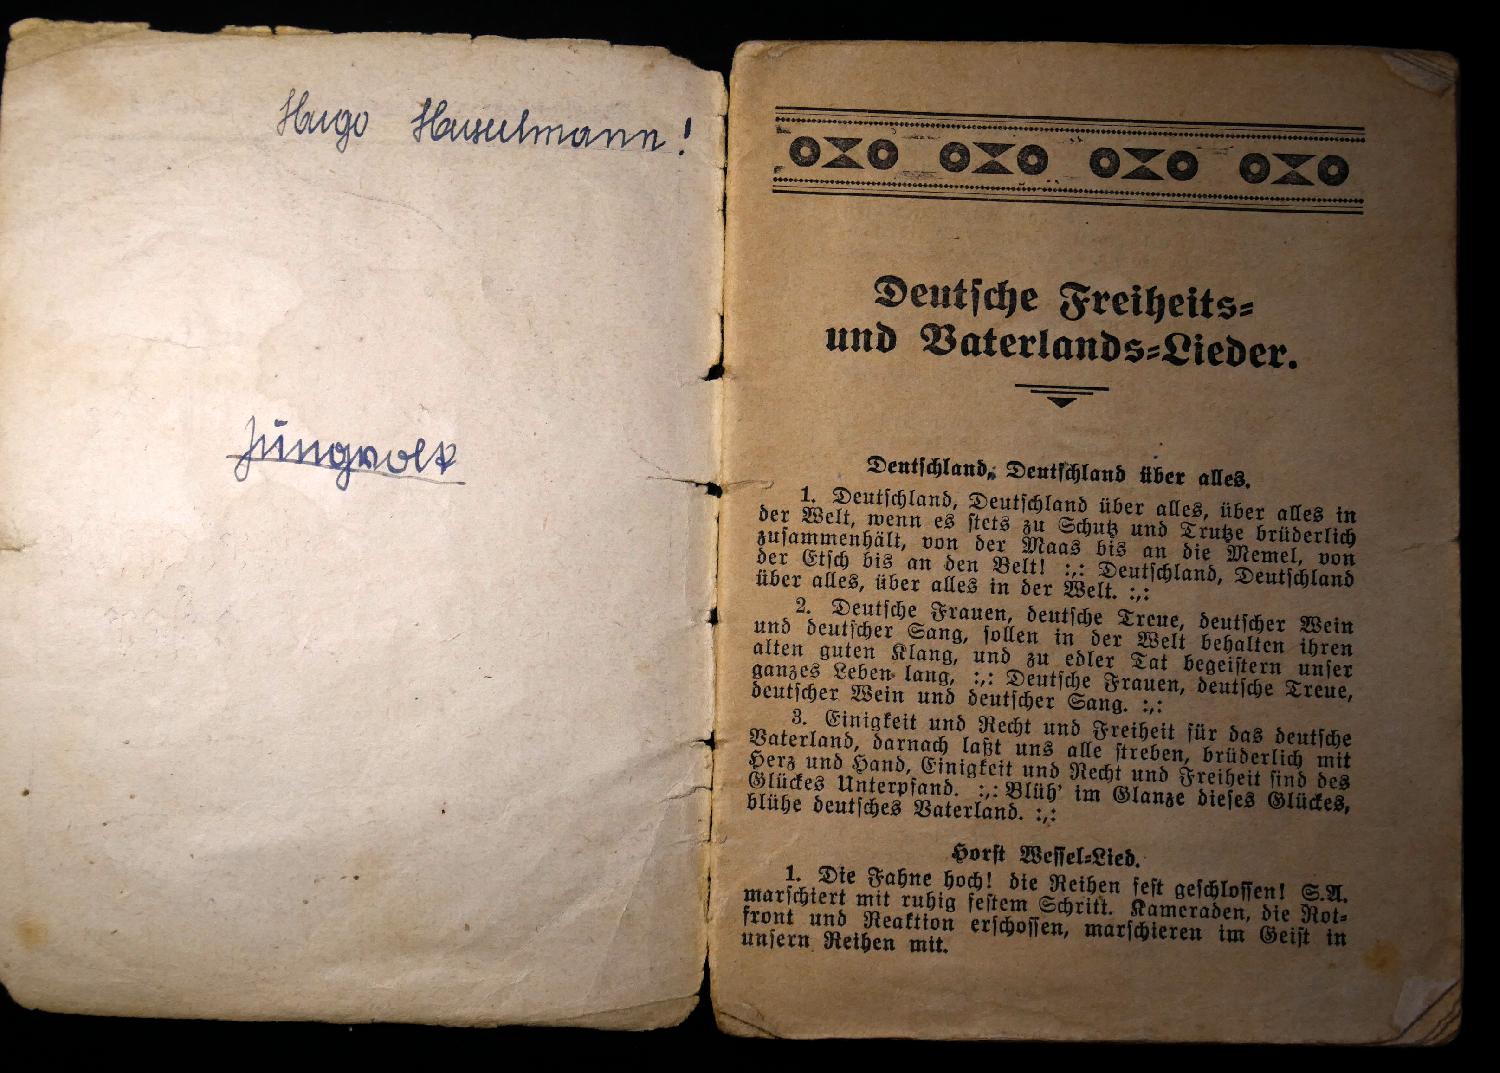 Hugo Hasselmann!
Jungvolk
Deutsche Freiheits-
und Vaterlands-Lieder.
Deutschland, Deutschland über alles.
1. Deutschland, Deutschland über alles, über alles in
der Welt, wenn es stets zu Schutz und Trutze brüderlich
zusammenhält, von der Maas bis an die Memel, von
der Etsch bis an den Belt! :,: Deutschland, Deutschland
über alles, über alles in der Welt. :,:
2. Deutsche Frauen, deutsche Treue, deutscher Wein
und deutscher Sang, sollen in der Welt behalten ihren
alten guten Klang, und zu edler Tat begeistern unser
ganzes Leben lang, :,: Deutsche Frauen, deutsche Treue,
deutscher Wein und deutscher Sang. :,:
3. Einigkeit und Recht und Freiheit für das deutsche
Vaterland, darnach laßt uns alle streben, brüderlich mit
Herz und Hand, Einigkeit und Recht und Freiheit sind des
Glückes Unterpfand. :,: Blüh' im Glanze dieses Glückes,
blühe deutsches Vaterland. :,:
Horst Wessel-Lied.
1. Die Fahne hoch! die Reihen fest geschlossen! S.A.
marschiert mit ruhig festem Schritt. Kameraden, die Rot-
front und Reaktion erschossen, marschieren im Geist in
unsern Reihen mit.